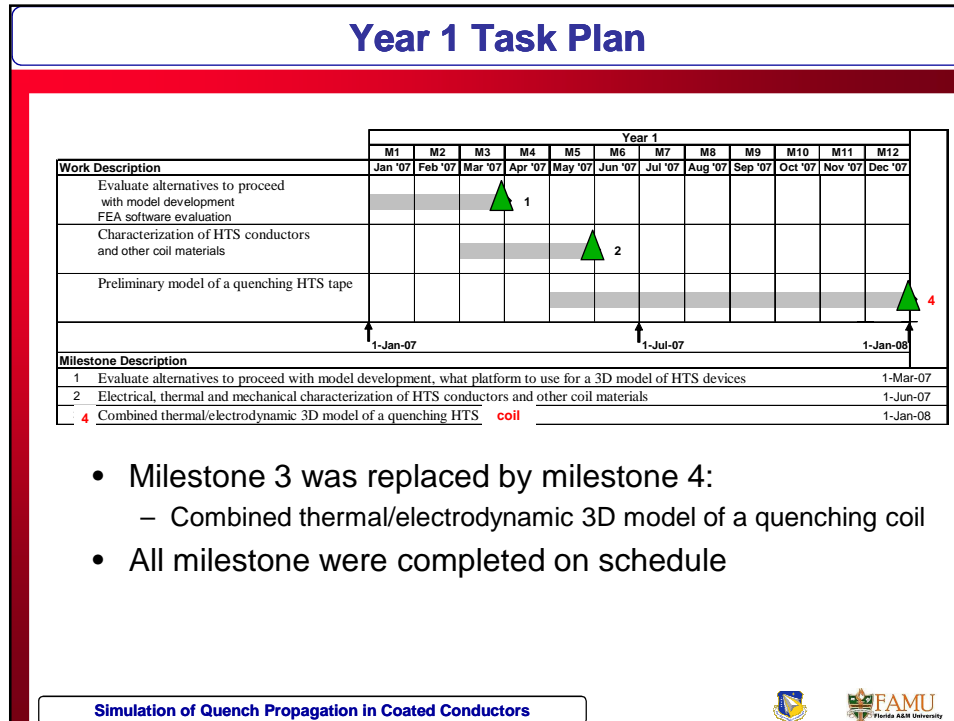 Year 1 Task Plan
Year 1
M1 M2 M3 M4 M5 M6 M7 M8 M9 M10 M11 M12
Work Description Jan '07 Feb '07 Mar '07 Apr '07 May '07 Jun '07 Jul '07 Aug '07 Sep '07 Oct '07 Nov '07 Dec '07
Evaluate alternatives to proceed
with model development
1
FEA software evaluation
Characterization of HTS conductors
and other coil materials
2
Preliminary model of a quenching HTS tape
4
1-Jan-07 1-Jul-07 1-Jan-08
Milestone Description
1 Evaluate alternatives to proceed with model development, what platform to use for a 3D model of HTS devices 1-Mar-07
2 Electrical, thermal and mechanical characterization of HTS conductors and other coil materials 1-Jun-07
4 Combined thermal/electrodynamic 3D model of a quenching HTS coil 1-Jan-08
• Milestone 3 was replaced by milestone 4:
– Combined thermal/electrodynamic 3D model of a quenching coil
• All milestone were completed on schedule
Simulation of Quench Propagation in Coated Conductors
FAMU
Florida A&M University